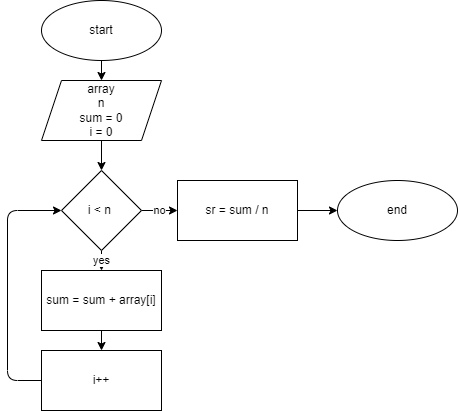 start
array
n
sum = 0
i = 0
i < n
no
sr = sum / n
end
yes
sum = sum + array[i]
i++